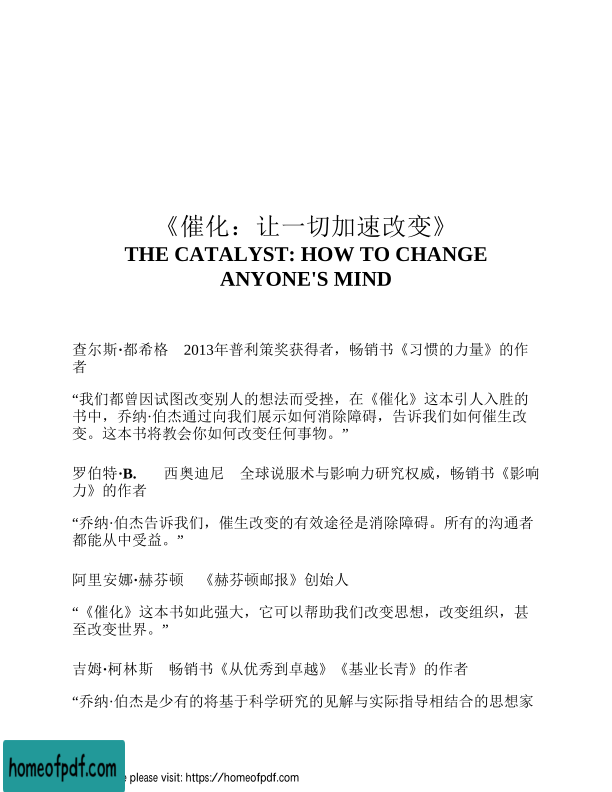 《催化：让一切加速改变》
THE CATALYST: HOW TO CHANGE
ANYONE'S MIND
查尔斯·都希格　2013年普利策奖获得者，畅销书《习惯的力量》的作
者
“我们都曾因试图改变别人的想法而受挫，在《催化》这本引人入胜的
书中，乔纳·伯杰通过向我们展示如何消除障碍，告诉我们如何催生改
变。这本书将教会你如何改变任何事物。”
罗伯特·B.　西奥迪尼　全球说服术与影响力研究权威，畅销书《影响
力》的作者
“乔纳·伯杰告诉我们，催生改变的有效途径是消除障碍。所有的沟通者
都能从中受益。”
阿里安娜·赫芬顿　《赫芬顿邮报》创始人
“《催化》这本书如此强大，它可以帮助我们改变思想，改变组织，甚
至改变世界。”
吉姆·柯林斯　畅销书《从优秀到卓越》《基业长青》的作者
“乔纳·伯杰是少有的将基于科学研究的见解与实际指导相结合的思想家
homeofpdf.com
please visit: https://homeofpdf.com